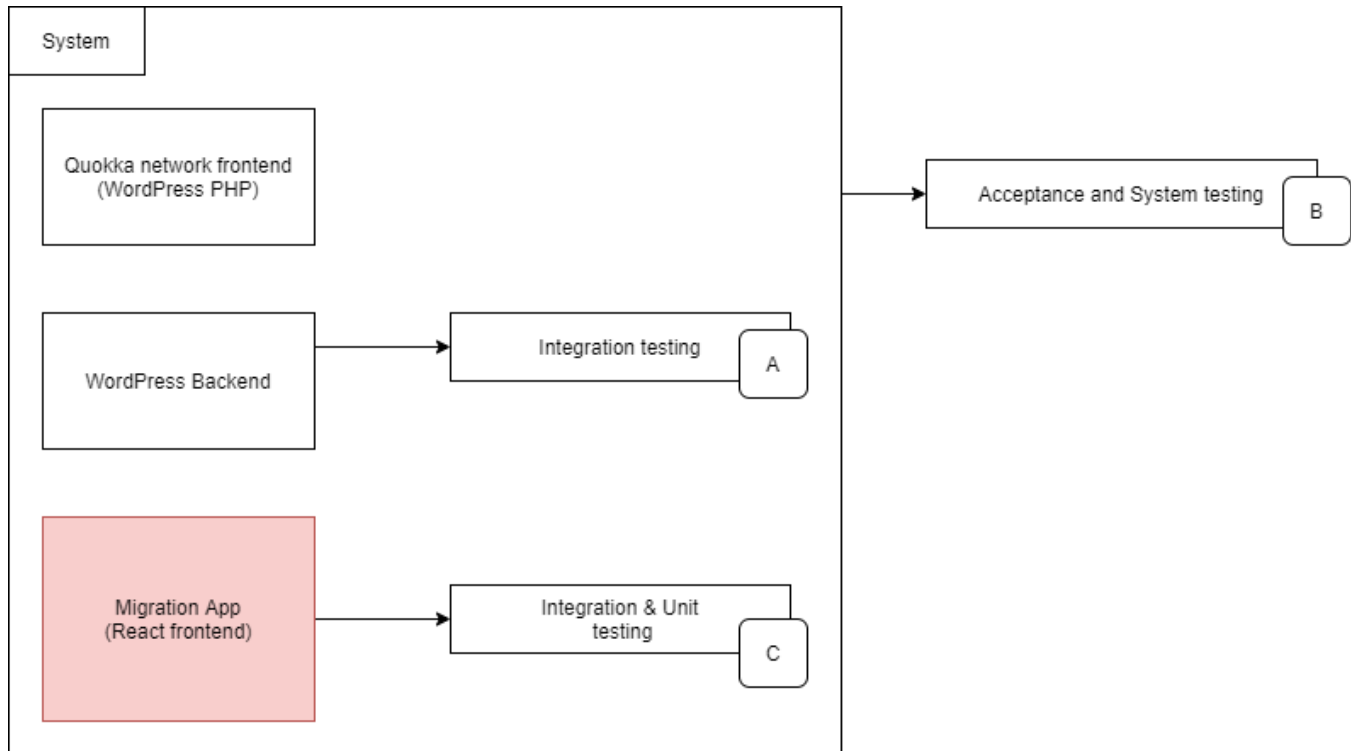 System
Quokka network frontend
(WordPress PHP)
Acceptance and System testing
B
WordPress Backend
Integration testing
A
Migration App
(React frontend)
Integration & Unit
testing
C